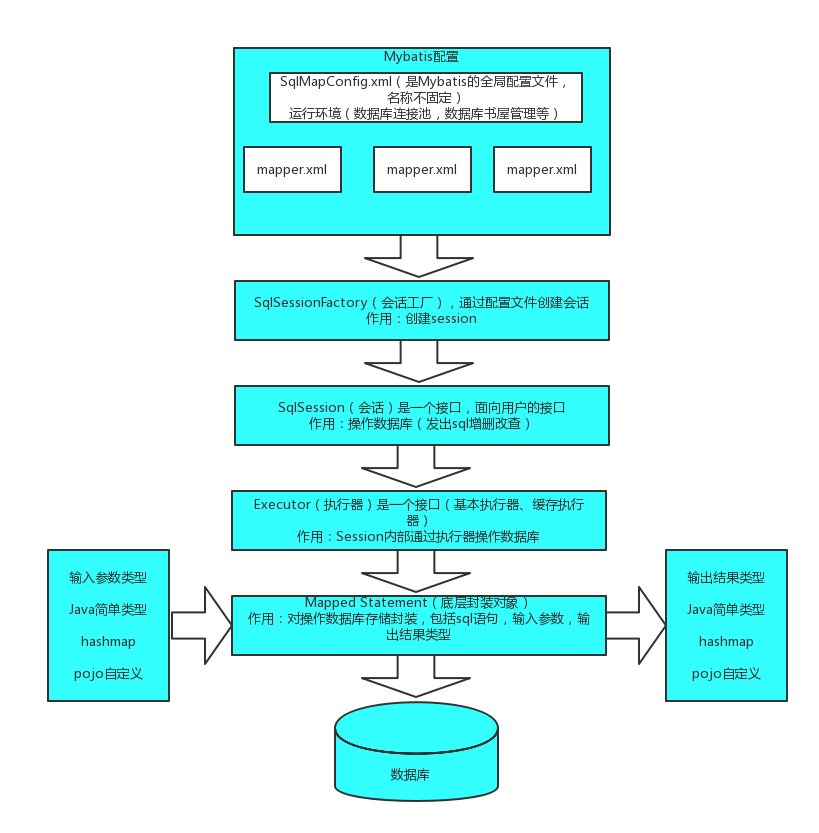 Mybatis配置
SqlMapConfig.xml（是Mybatis的全局配置文件，
名称不固定）
运行环境（数据库连接池，数据库书屋管理等）
mapper.xml
mapper.xml
mapper.xml
SqlSessionFactory（会话工厂），通过配置文件创建会话
作用：创建session
SqlSession（会话）是一个接口，面向用户的接口
作用：操作数据库（发出sql增删改查）
Executor（执行器）是一个接口（基本执行器、缓存执行
器）
作用：Session内部通过执行器操作数据库
输入参数类型
Java简单类型
hashmap
pojo自定义
Mapped Statement（底层封装对象）
作用：对操作数据库存储封装，包括sql语句，输入参数，输
出结果类型
输出结果类型
Java简单类型
hashmap
pojo自定义
数据库